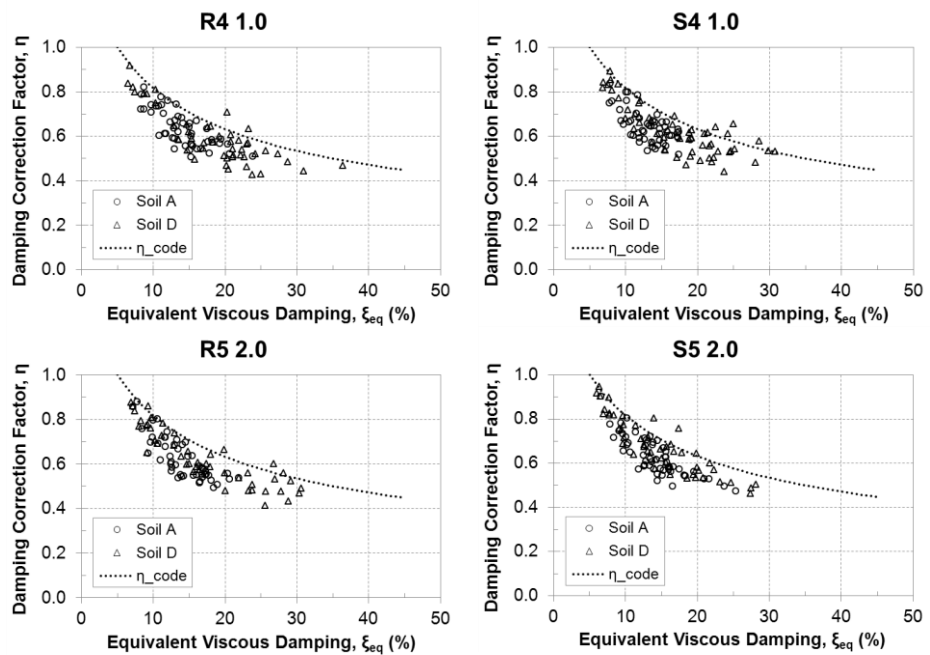 R4 1.0
Damping Correction Factor, η
1.0
0.8
0.6
0.4
0.2
0.0
Soil A
Soil D
η_code
0 10 20 30 40 50
Equivalent Viscous Damping, ξeq (%)
S4 1.0
Damping Correction Factor, η
1.0
0.8
0.6
0.4
0.2
0.0
Soil A
Soil D
η_code
0 10 20 30 40 50
Equivalent Viscous Damping, ξeq (%)
R5 2.0
Damping Correction Factor, η
1.0
0.8
0.6
0.4
0.2
0.0
Soil A
Soil D
η_code
0 10 20 30 40 50
Equivalent Viscous Damping, ξeq (%)
S5 2.0
Damping Correction Factor, η
1.0
0.8
0.6
0.4
0.2
0.0
Soil A
Soil D
η_code
0 10 20 30 40 50
Equivalent Viscous Damping, ξeq (%)